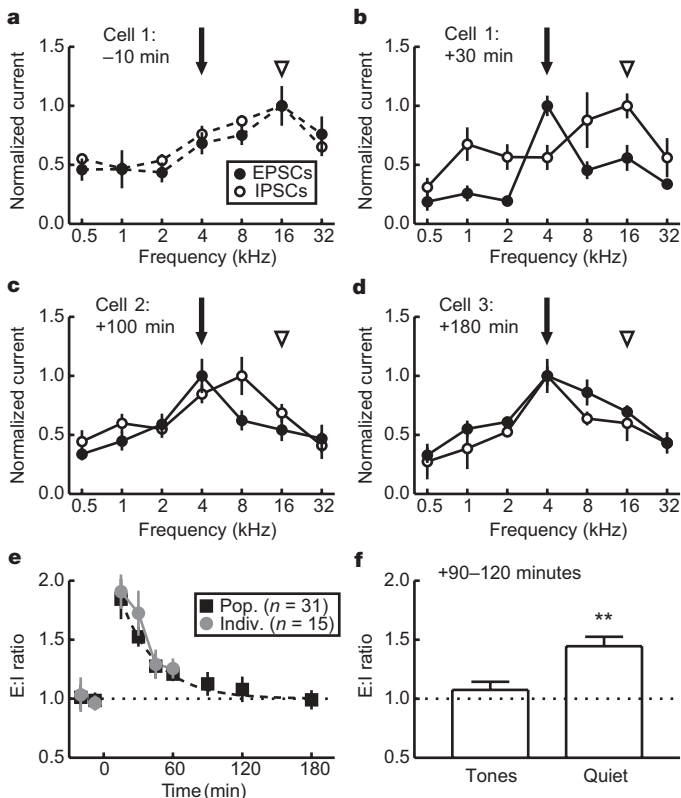 a
Cell 1:
–10 min
Normalized current
1.5
1.0
0.5
0.0
EPSCs
IPSCs
0.5 1 2 4 8 16 32
Frequency (kHz)
b
Cell 1:
+30 min
Normalized current
1.5
1.0
0.5
0.0
0.5 1 2 4 8 16 32
Frequency (kHz)
c
Cell 2:
+100 min
Normalized current
1.5
1.0
0.5
0.0
0.5 1 2 4 8 16 32
Frequency (kHz)
d
Cell 3:
+180 min
Normalized current
1.5
1.0
0.5
0.0
0.5 1 2 4 8 16 32
Frequency (kHz)
e
E:I ratio
2.0
1.5
1.0
0.5
Pop. (n = 31)
Indiv. (n = 15)
0 60 120 180
Time (min)
f
+90–120 minutes
E:I ratio
2.0
1.5
1.0
0.5
**
Tones Quiet